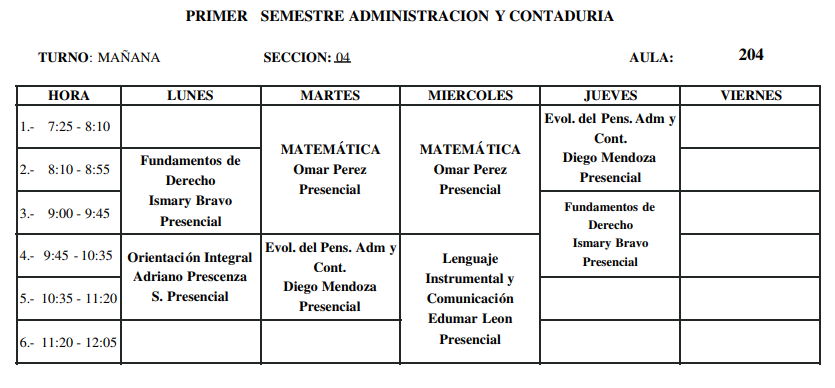 PRIMER SEMESTRE ADMINISTRACION Y CONTADURIA
TURNO: MAÑANA SECCION: 04 AULA: 204
HORA LUNES MARTES MIERCOLES JUEVES VIERNES
1.- 7:25 - 8:10
2.- 8:10 - 8:55
3.- 9:00 - 9:45
4.- 9:45 - 10:35
5.- 10:35 - 11:20
6.- 11:20 - 12:05
Fundamentos de
Derecho
Ismary Bravo
Presencial
Orientación Integral
Adriano Prescenza
S. Presencial
MATEMÁTICA
Omar Perez
Presencial
Evol. del Pens. Adm y
Cont.
Diego Mendoza
Presencial
MATEMÁTICA
Omar Perez
Presencial
Lenguaje
Instrumental y
Comunicación
Edumar Leon
Presencial
Evol. del Pens. Adm y
Cont.
Diego Mendoza
Presencial
Fundamentos de
Derecho
Ismary Bravo
Presencial